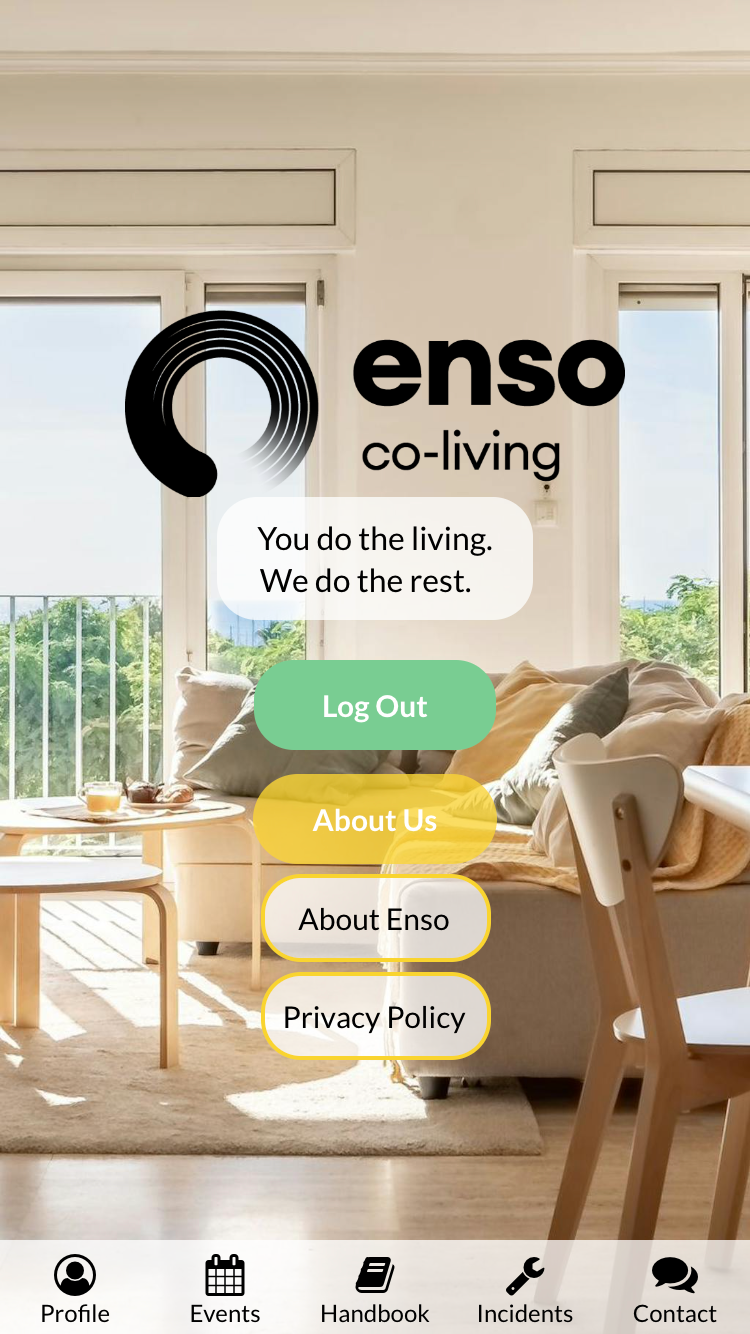 enso
co-living
You do the living.
We do the rest.
Log Out
About Us
About Enso
Privacy Policy
Profile
Events
Handbook
Incidents
Contact